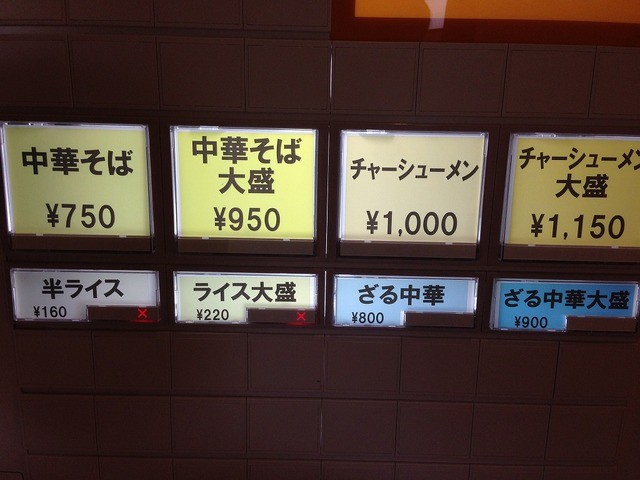 中華そば
¥750
中華そば
大盛
¥950
チャーシューメン
¥1,000
チャーシューメン
大盛
¥1,150
半ライス
¥160
×
ライス大盛
¥220
×
ざる中華
¥800
ざる中華大盛
¥900